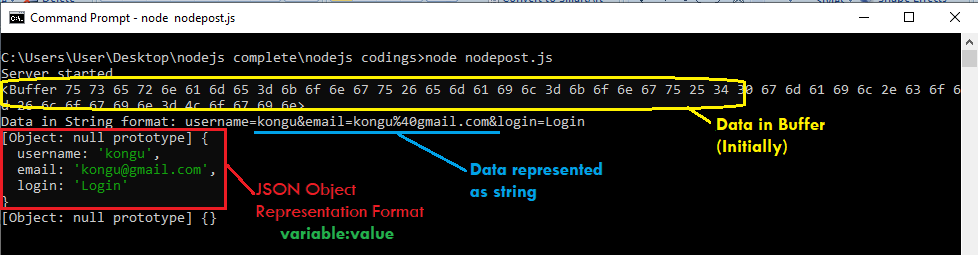 Command Prompt - node nodepost.js
C:\Users\User\Desktop\nodejs complete\nodejs codings>node nodepost.js
Server started
<Buffer 75 73 65 72 6e 61 6d 65 3d 6b 6f 6e 67 75 26 65 6d 61 69 6c 3d 6b 6f 6e 67 75 25 34 30 67 6d 61 69 6c 2e 63 6f 6
d 26 6c 6f 67 69 6e 3d 4c 6f 67 69 6e>
Data in String format: username=kongu&email=kongu%40gmail.com&login=Login
Data in Buffer
(Initially)
[Object: null prototype] {
username: 'kongu',
email: 'kongu@gmail.com',
login: 'Login'
}
Data represented
as string
JSON Object
Representation Format
variable:value
[Object: null prototype] {}